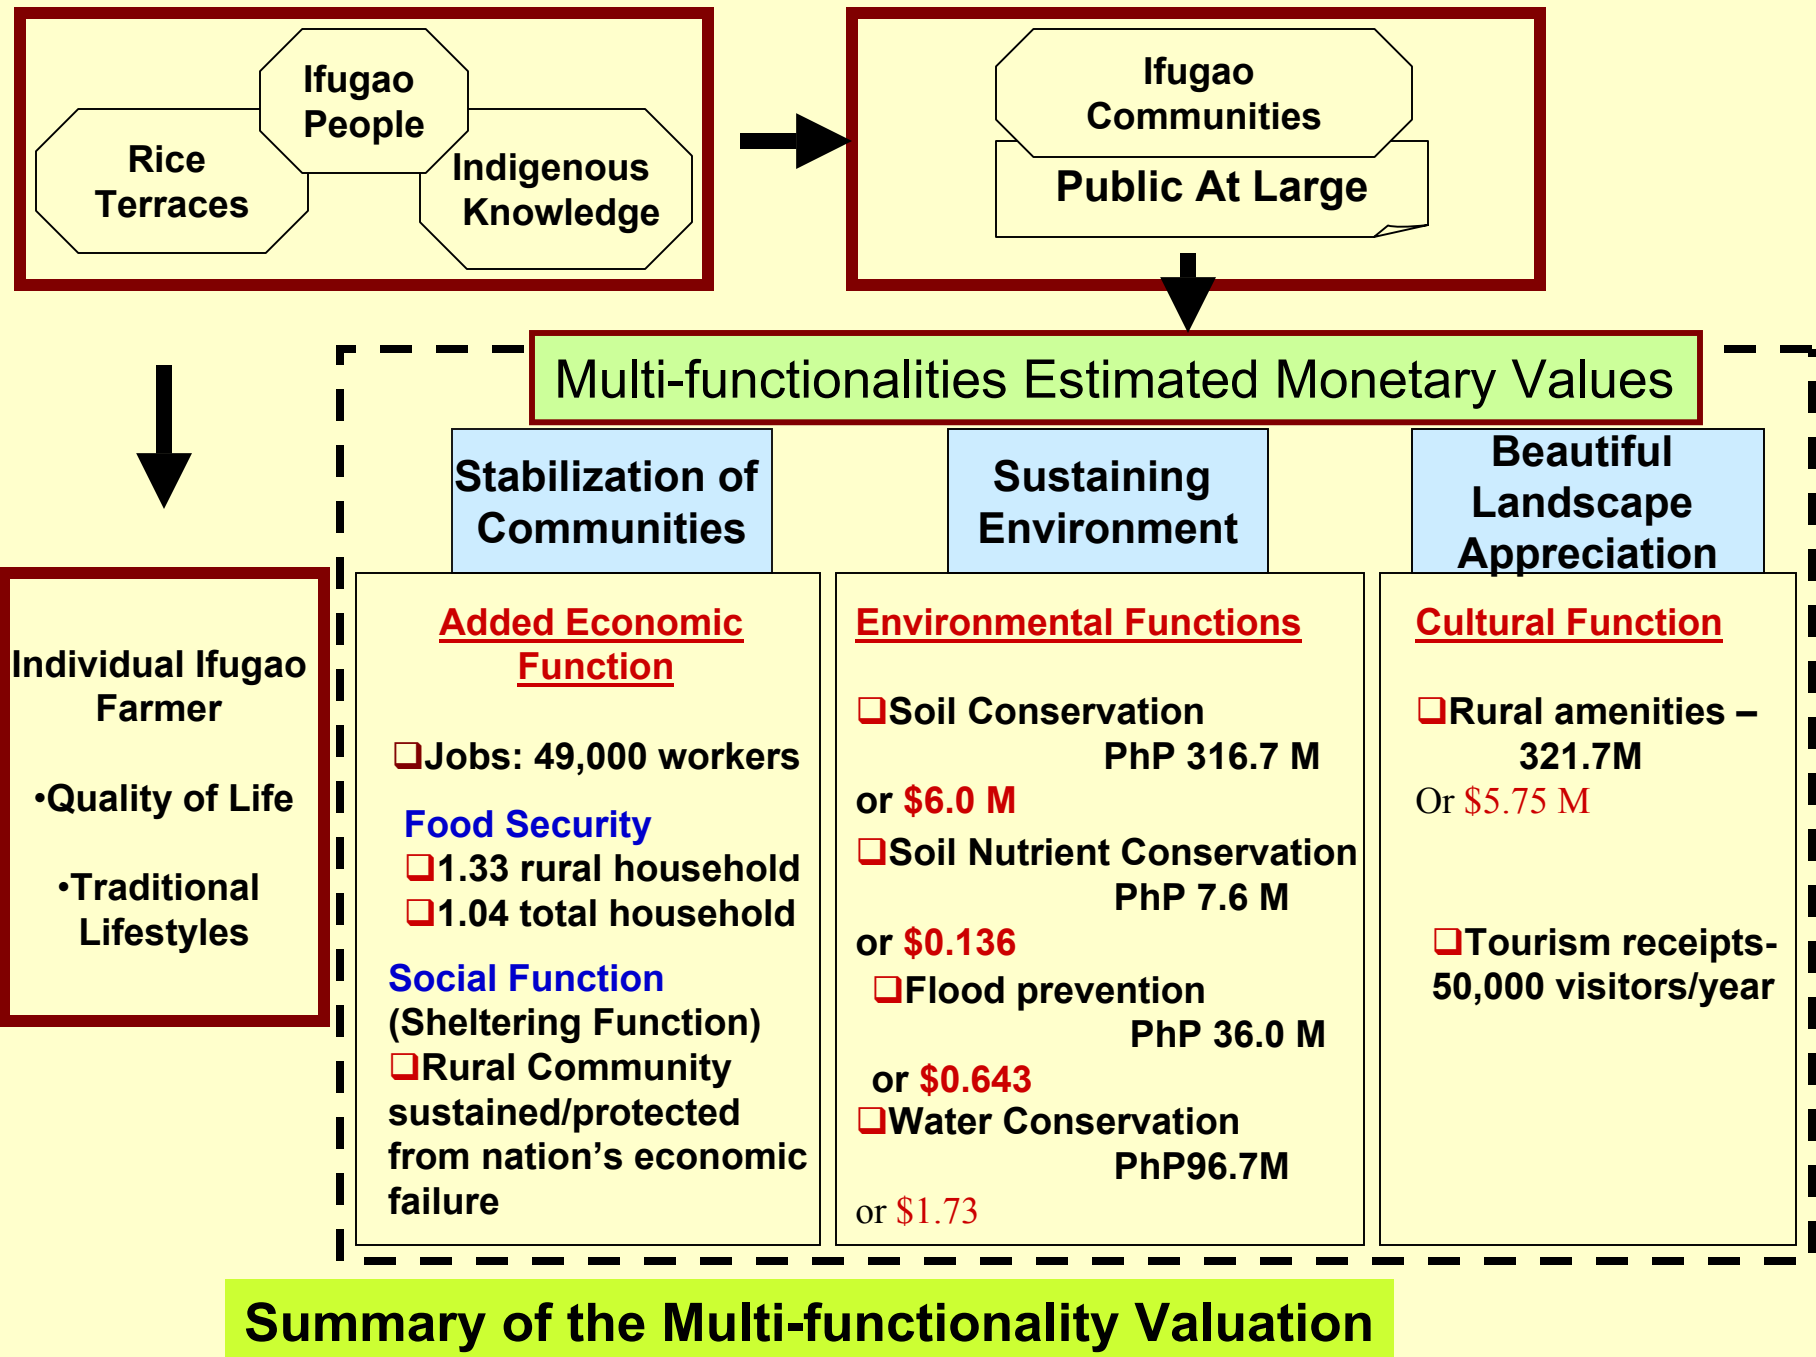 Ifugao
People
Rice
Terraces
Indigenous
Knowledge
Ifugao
Communities
Public At Large
Multi-functionalities Estimated Monetary Values
Individual Ifugao
Farmer
•Quality of Life
•Traditional
Lifestyles
Stabilization of
Communities
Added Economic
Function
❑Jobs: 49,000 workers
Food Security
❑1.33 rural household
❑1.04 total household
Social Function
(Sheltering Function)
❑Rural Community
sustained/protected
from nation’s economic
failure
Sustaining
Environment
Environmental Functions
❑Soil Conservation
PhP 316.7 M
or $6.0 M
❑Soil Nutrient Conservation
PhP 7.6 M
or $0.136
❑Flood prevention
PhP 36.0 M
or $0.643
❑Water Conservation
PhP96.7M
or $1.73
Beautiful
Landscape
Appreciation
Cultural Function
❑Rural amenities –
321.7M
Or $5.75 M
❑Tourism receipts-
50,000 visitors/year
Summary of the Multi-functionality Valuation